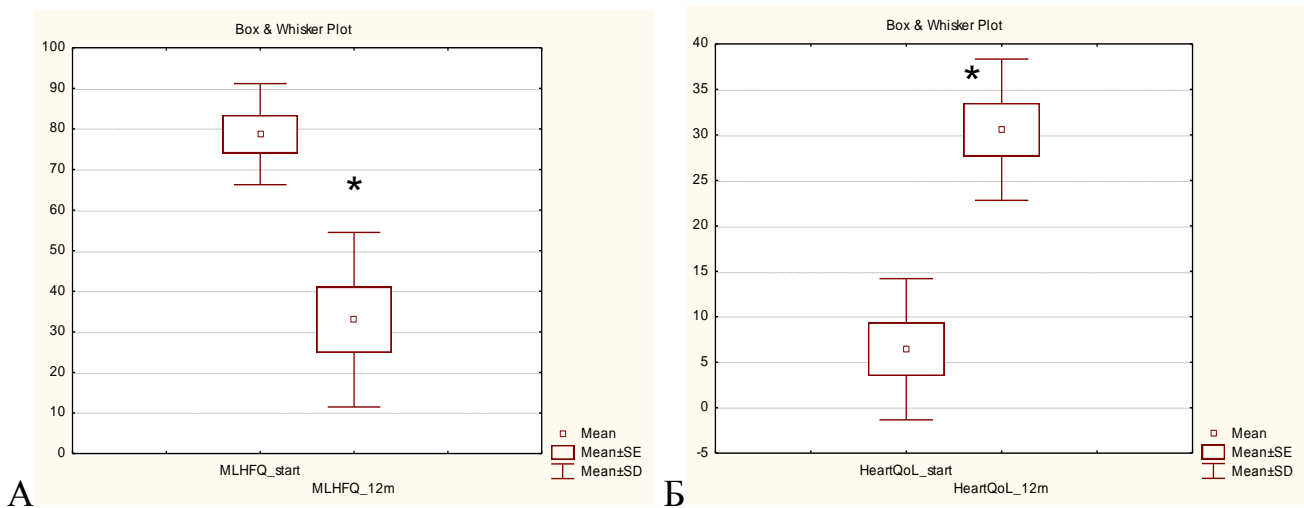 Box & Whisker Plot
100
90
80
70
60
50
40
30
20
10
0
*
MLHFQ_start
MLHFQ_12m
Mean
Mean±SE
Mean±SD
А
Box & Whisker Plot
40
35
30
25
20
15
10
5
0
-5
*
HeartQoL_start
HeartQoL_12m
Mean
Mean±SE
Mean±SD
Б